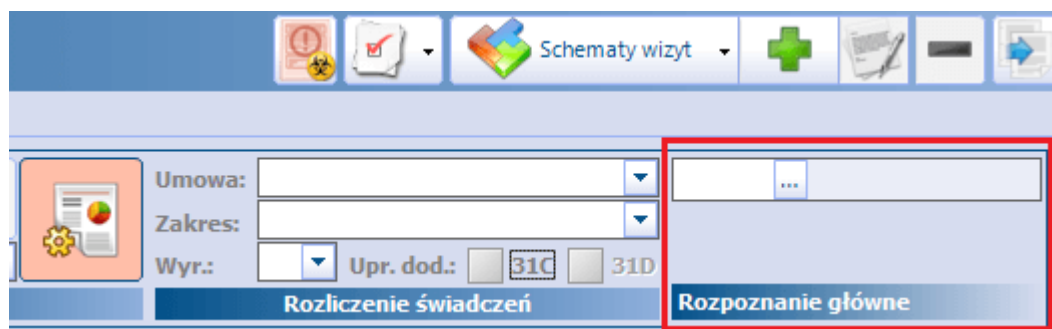 Schematy wizyt
Umowa:
...
Zakres:
Wyr.: Upr. dod.: 31C 31D
Rozliczenie świadczeń Rozpoznanie główne